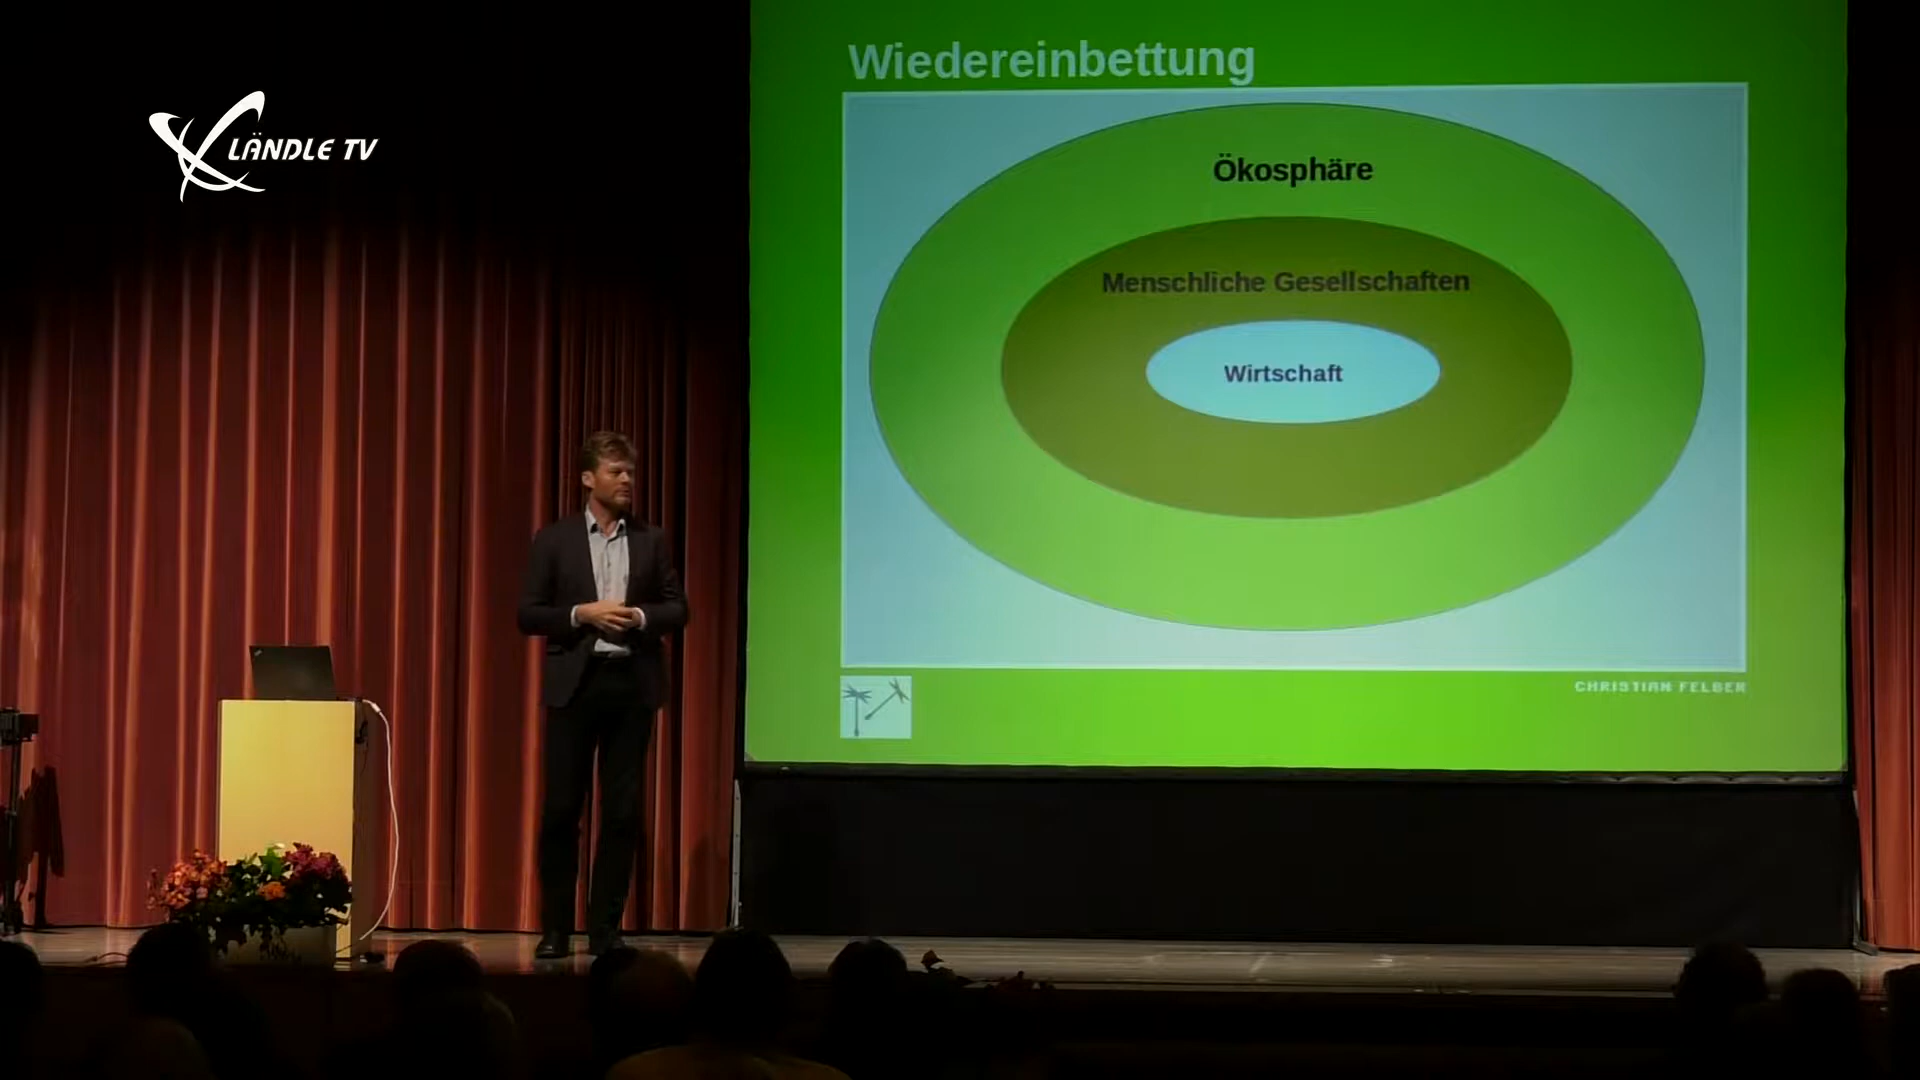 LÄNDLE TV
Wiedereinbettung
Ökosphäre
Menschliche Gesellschaften
Wirtschaft
CHRISTIAN FELBER